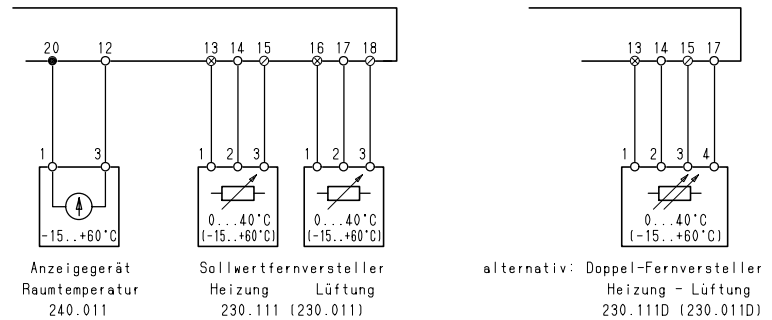 20 12 13 14 15 16 17 18
1 3 1 2 3 1 2 3
-15..+60°C
0...40°C
(-15..+60°C)
0...40°C
(-15..+60°C)
Anzeigegerät
Raumtemperatur
240.011
Sollwertfernversteller
Heizung Lüftung
230.111 (230.011)
13 14 15 17
1 2 3 4
0...40°C
(-15..+60°C)
alternativ: Doppel-Fernversteller
Heizung - Lüftung
230.111D (230.011D)